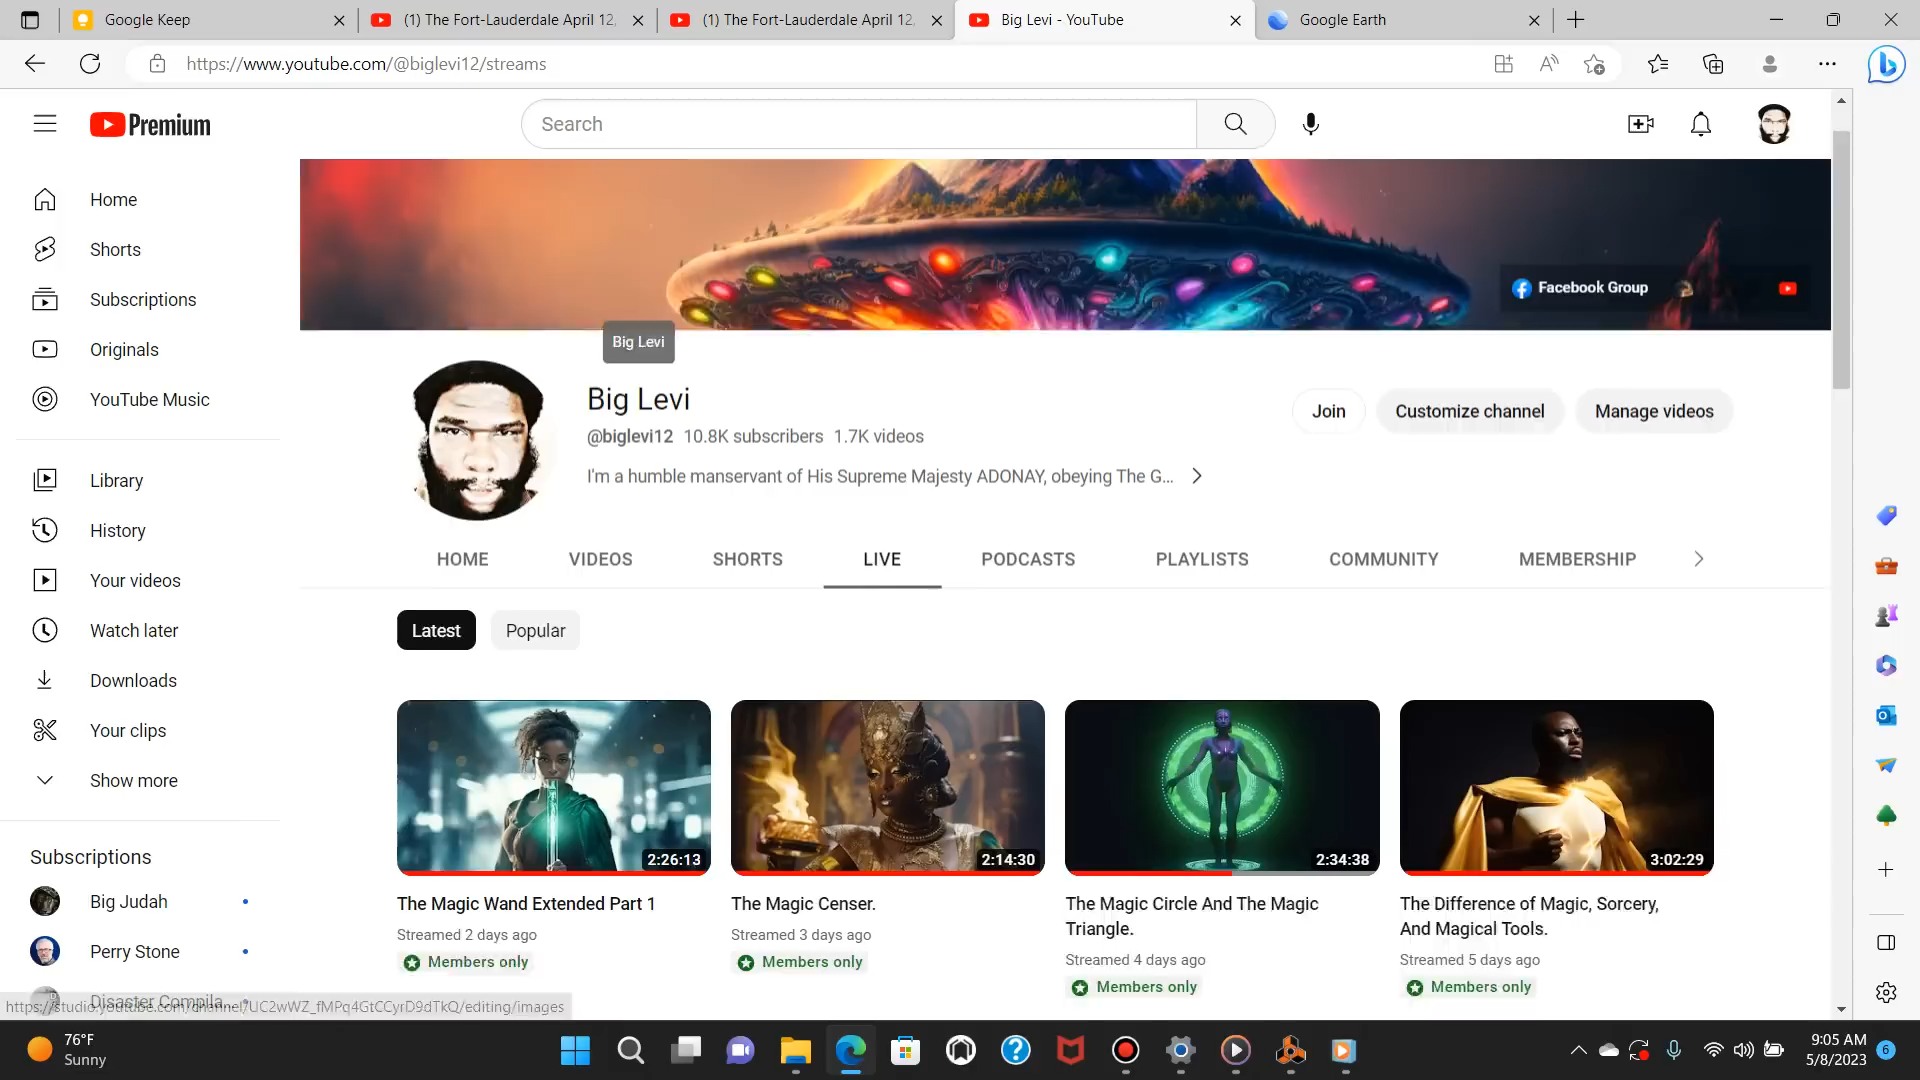 Google Keep
(1) The Fort-Lauderdale April 12,
(1) The Fort-Lauderdale April 12,
Big Levi - YouTube
Google Earth
https://www.youtube.com/@biglevi12/streams
Premium
Search
Home
Shorts
Subscriptions
Originals
YouTube Music
Library
History
Your videos
Watch later
Downloads
Your clips
Show more
Subscriptions
Big Judah
Perry Stone
Disaster Compila...
https://studio.youtube.com/channel/UC2wWZ_fMPq4GtCCyrD9dTkQ/editing/images
Facebook Group
Big Levi
Big Levi
@biglevi12 10.8K subscribers 1.7K videos
I'm a humble manservant of His Supreme Majesty ADONAY, obeying The G...
Join
Customize channel
Manage videos
HOME
VIDEOS
SHORTS
LIVE
PODCASTS
PLAYLISTS
COMMUNITY
MEMBERSHIP
Latest
Popular
2:26:13
The Magic Wand Extended Part 1
Streamed 2 days ago
Members only
2:14:30
The Magic Censer.
Streamed 3 days ago
Members only
2:34:38
The Magic Circle And The Magic
Triangle.
Streamed 4 days ago
Members only
3:02:29
The Difference of Magic, Sorcery,
And Magical Tools.
Streamed 5 days ago
Members only
76°F
Sunny
9:05 AM
5/8/2023
6